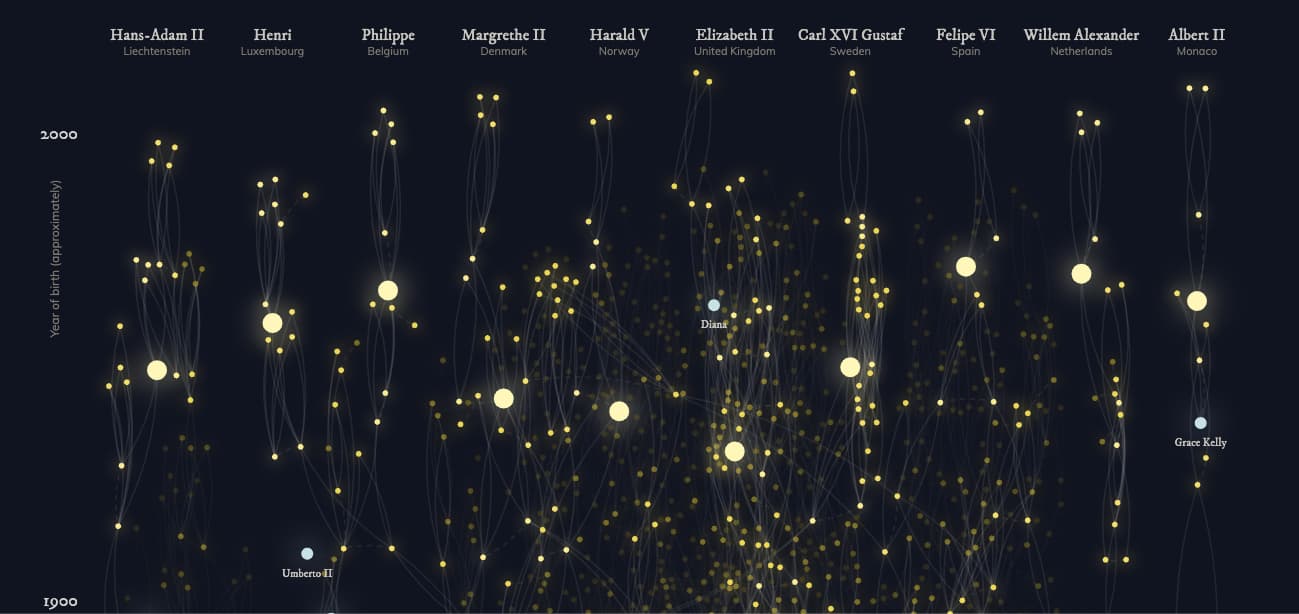 Hans-Adam II
Liechtenstein
Henri
Luxembourg
Philippe
Belgium
Margrethe II
Denmark
Harald V
Norway
Elizabeth II
United Kingdom
Carl XVI Gustaf
Sweden
Felipe VI
Spain
Willem Alexander
Netherlands
Albert II
Monaco
2000
Year of birth (approximately)
Diana
Grace Kelly
Umberto II
1900